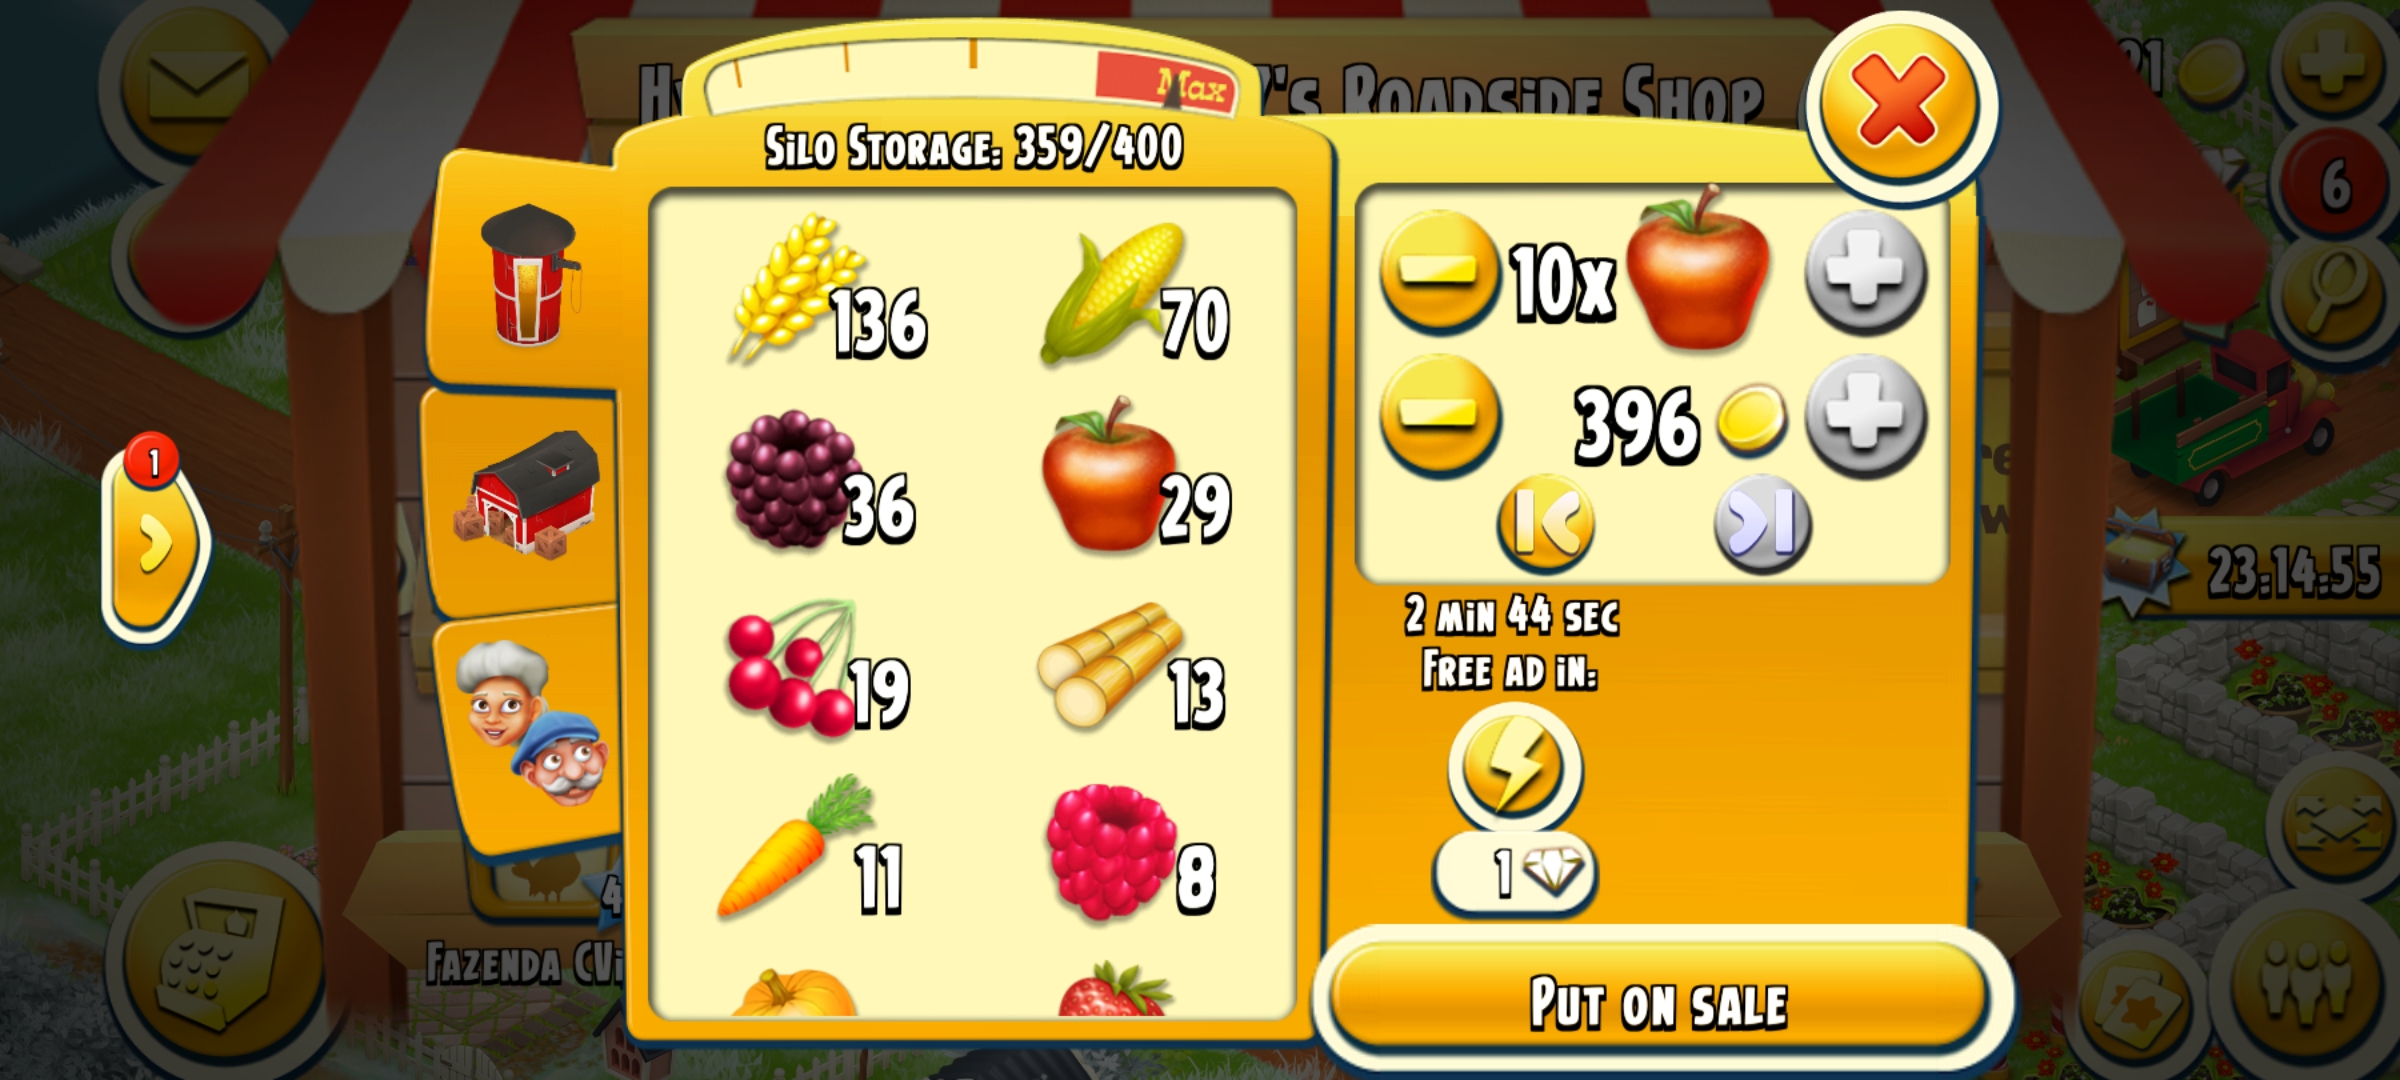 Max
's Roadside Shop
Silo Storage: 359/400
136
70
36
29
19
13
11
8
10x
396
2 min 44 sec
Free ad in:
1
Put on sale
1
6
23:14:55
Fazenda